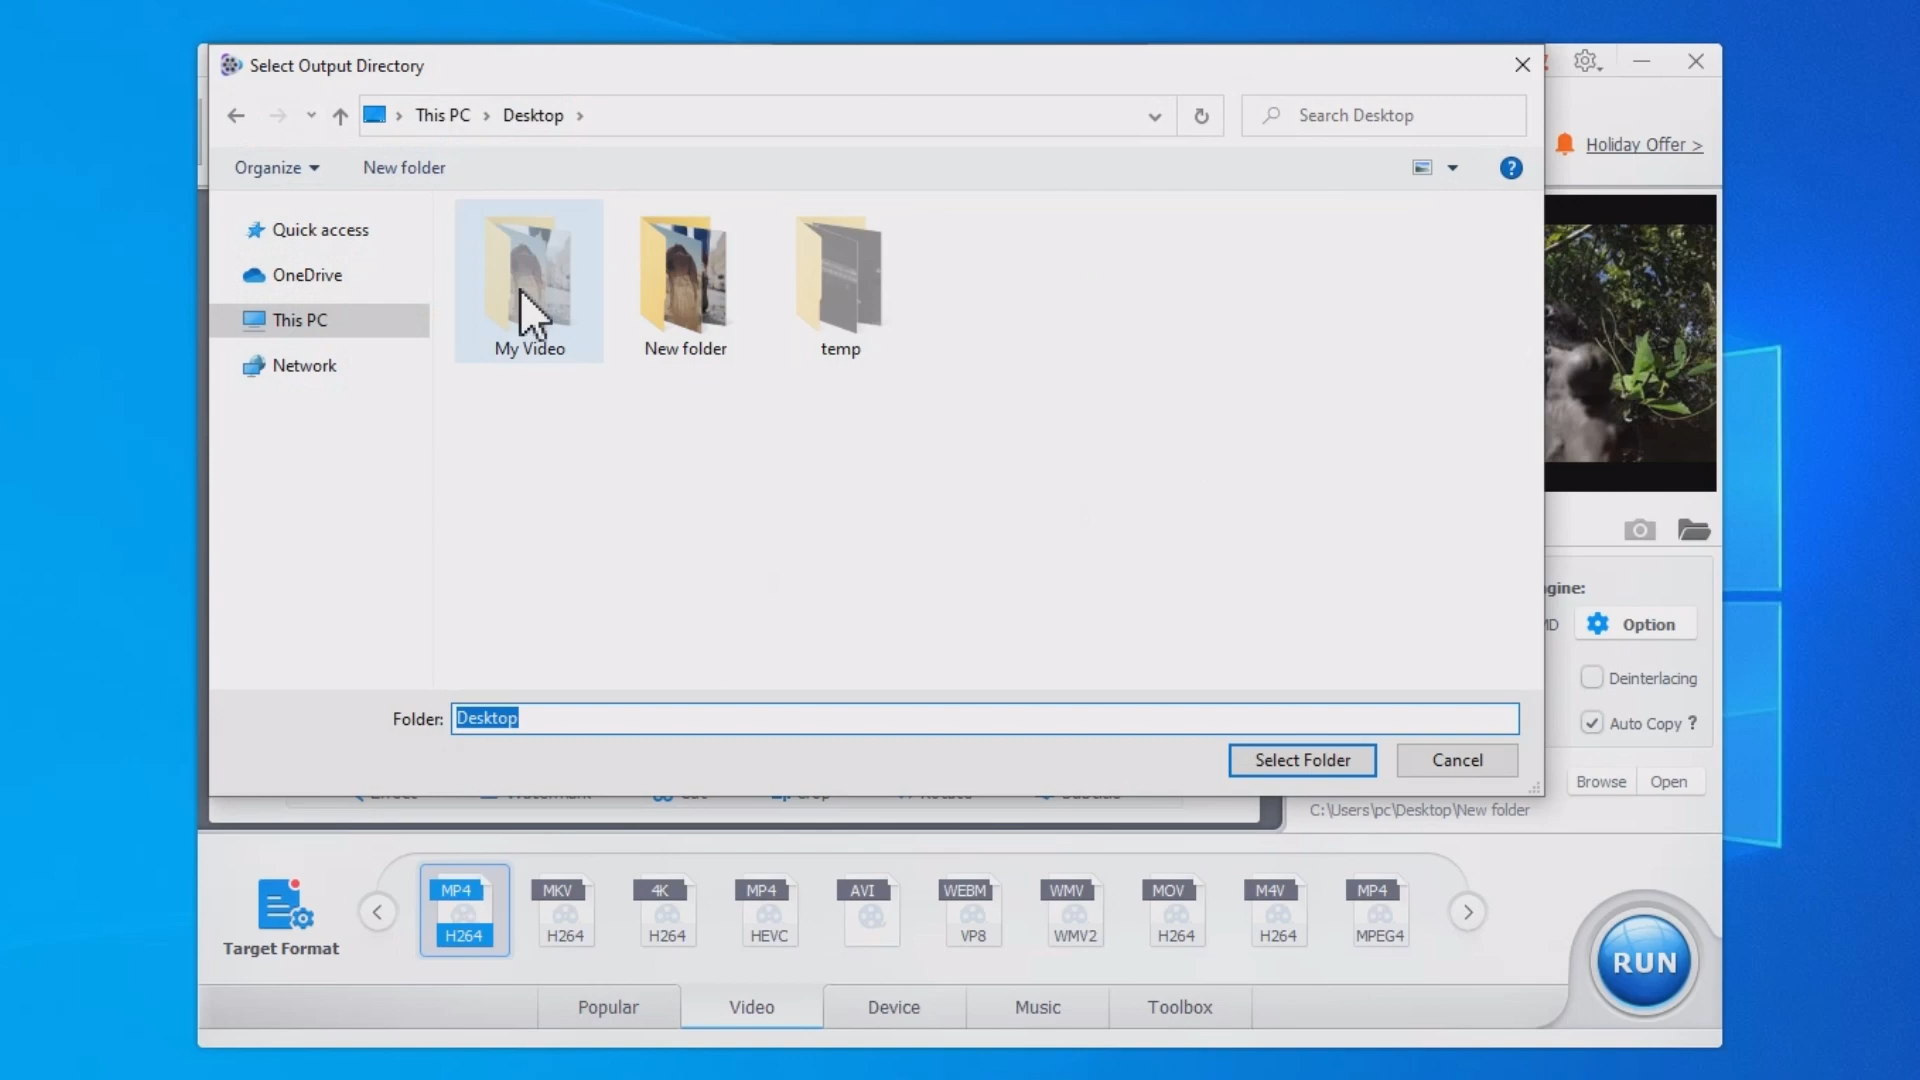 Select Output Directory
This PC
Desktop
Search Desktop
Holiday Offer >
Organize
New folder
?
Quick access
OneDrive
This PC
Network
My Video
New folder
temp
gine:
Option
Deinterlacing
Auto Copy ?
Folder: Desktop
Select Folder
Cancel
Browse
Open
C:\Users\pc\Desktop\New folder
Target Format
MP4
H264
MKV
H264
4K
H264
MP4
HEVC
AVI
WEBM
VP8
WMV
WMV2
MOV
H264
M4V
H264
MP4
MPEG4
RUN
Popular
Video
Device
Music
Toolbox